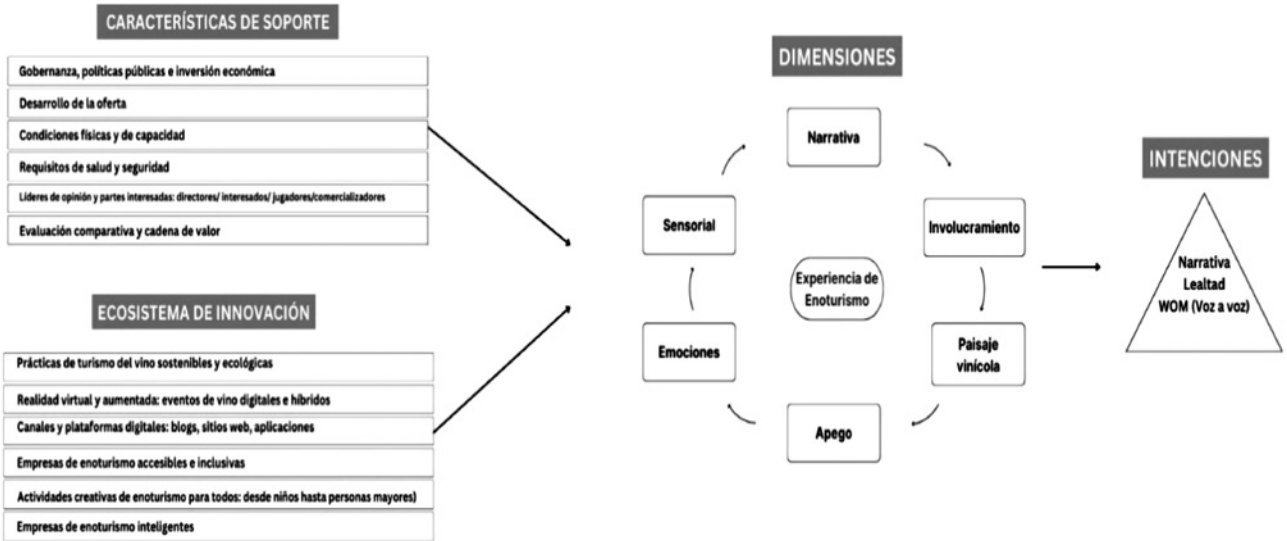 CARACTERÍSTICAS DE SOPORTE
Gobernanza, políticas públicas e inversión económica
Desarrollo de la oferta
Condiciones físicas y de capacidad
Requisitos de salud y seguridad
Líderes de opinión y partes interesadas: directores/ interesados/ jugadores/comercializadores
Evaluación comparativa y cadena de valor
ECOSISTEMA DE INNOVACIÓN
Prácticas de turismo del vino sostenibles y ecológicas
Realidad virtual y aumentada: eventos de vino digitales e híbridos
Canales y plataformas digitales: blogs, sitios web, aplicaciones
Empresas de enoturismo accesibles e inclusivas
Actividades creativas de enoturismo para todos: desde niños hasta personas mayores)
Empresas de enoturismo inteligentes
DIMENSIONES
Narrativa
Involucramiento
Paisaje
vinícola
Apego
Emociones
Sensorial
Experiencia de
Enoturismo
INTENCIONES
Narrativa
Lealtad
WOM (Voz a voz)